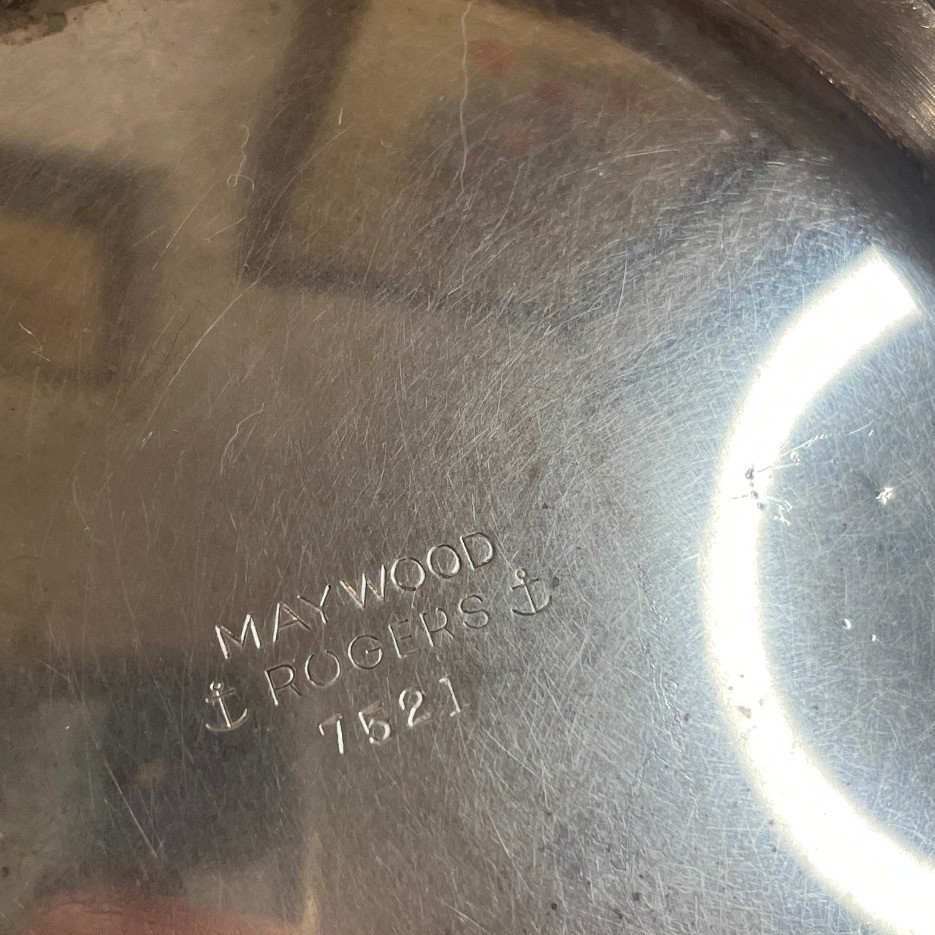 MAYWOOD
⚓ ROGERS ⚓
7521